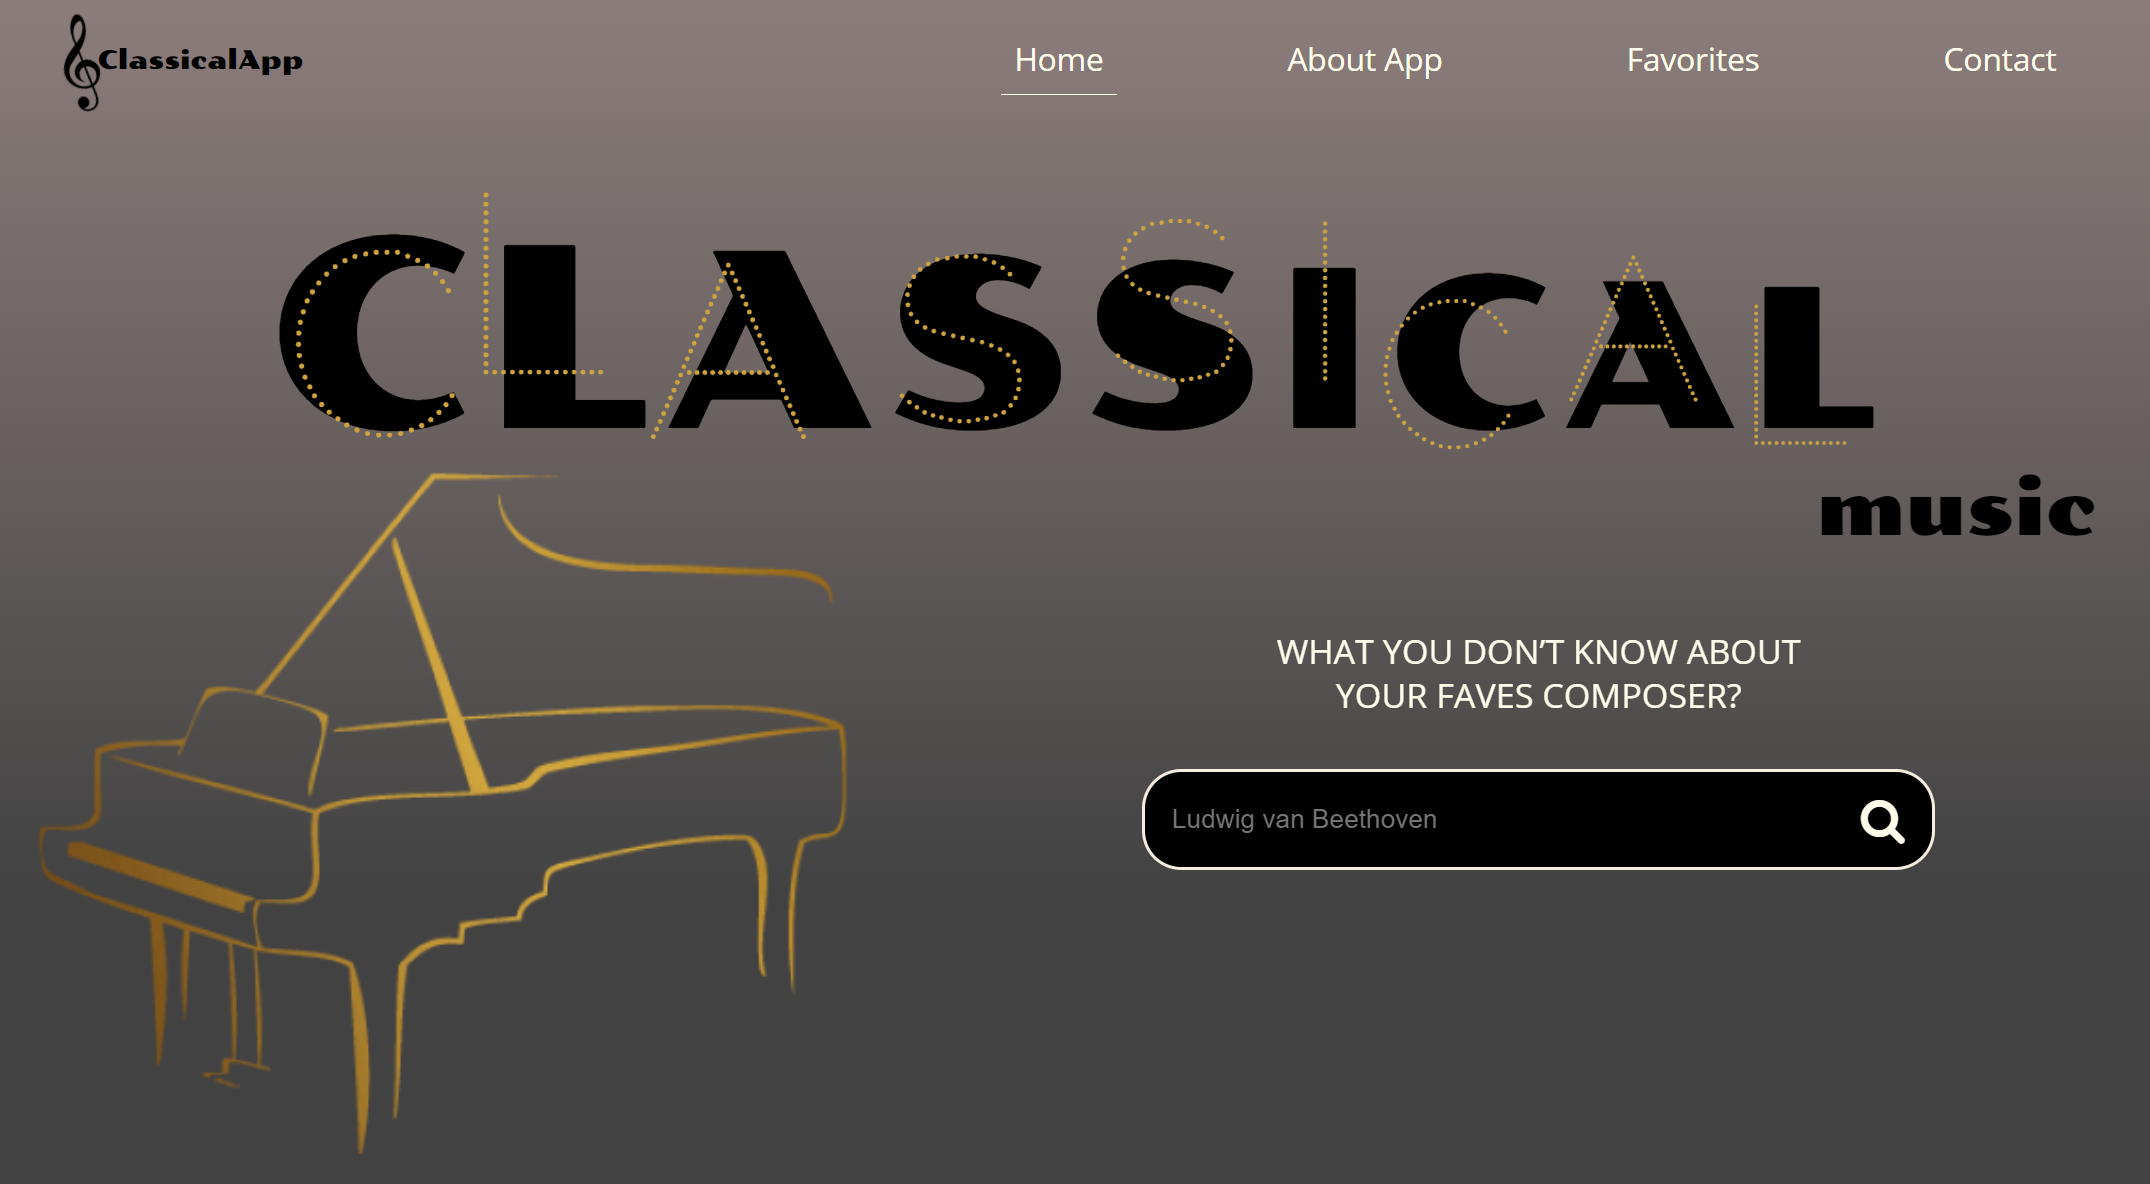 ClassicalApp
Home About App Favorites Contact
CLASSICAL
music
WHAT YOU DON’T KNOW ABOUT
YOUR FAVES COMPOSER?
Ludwig van Beethoven